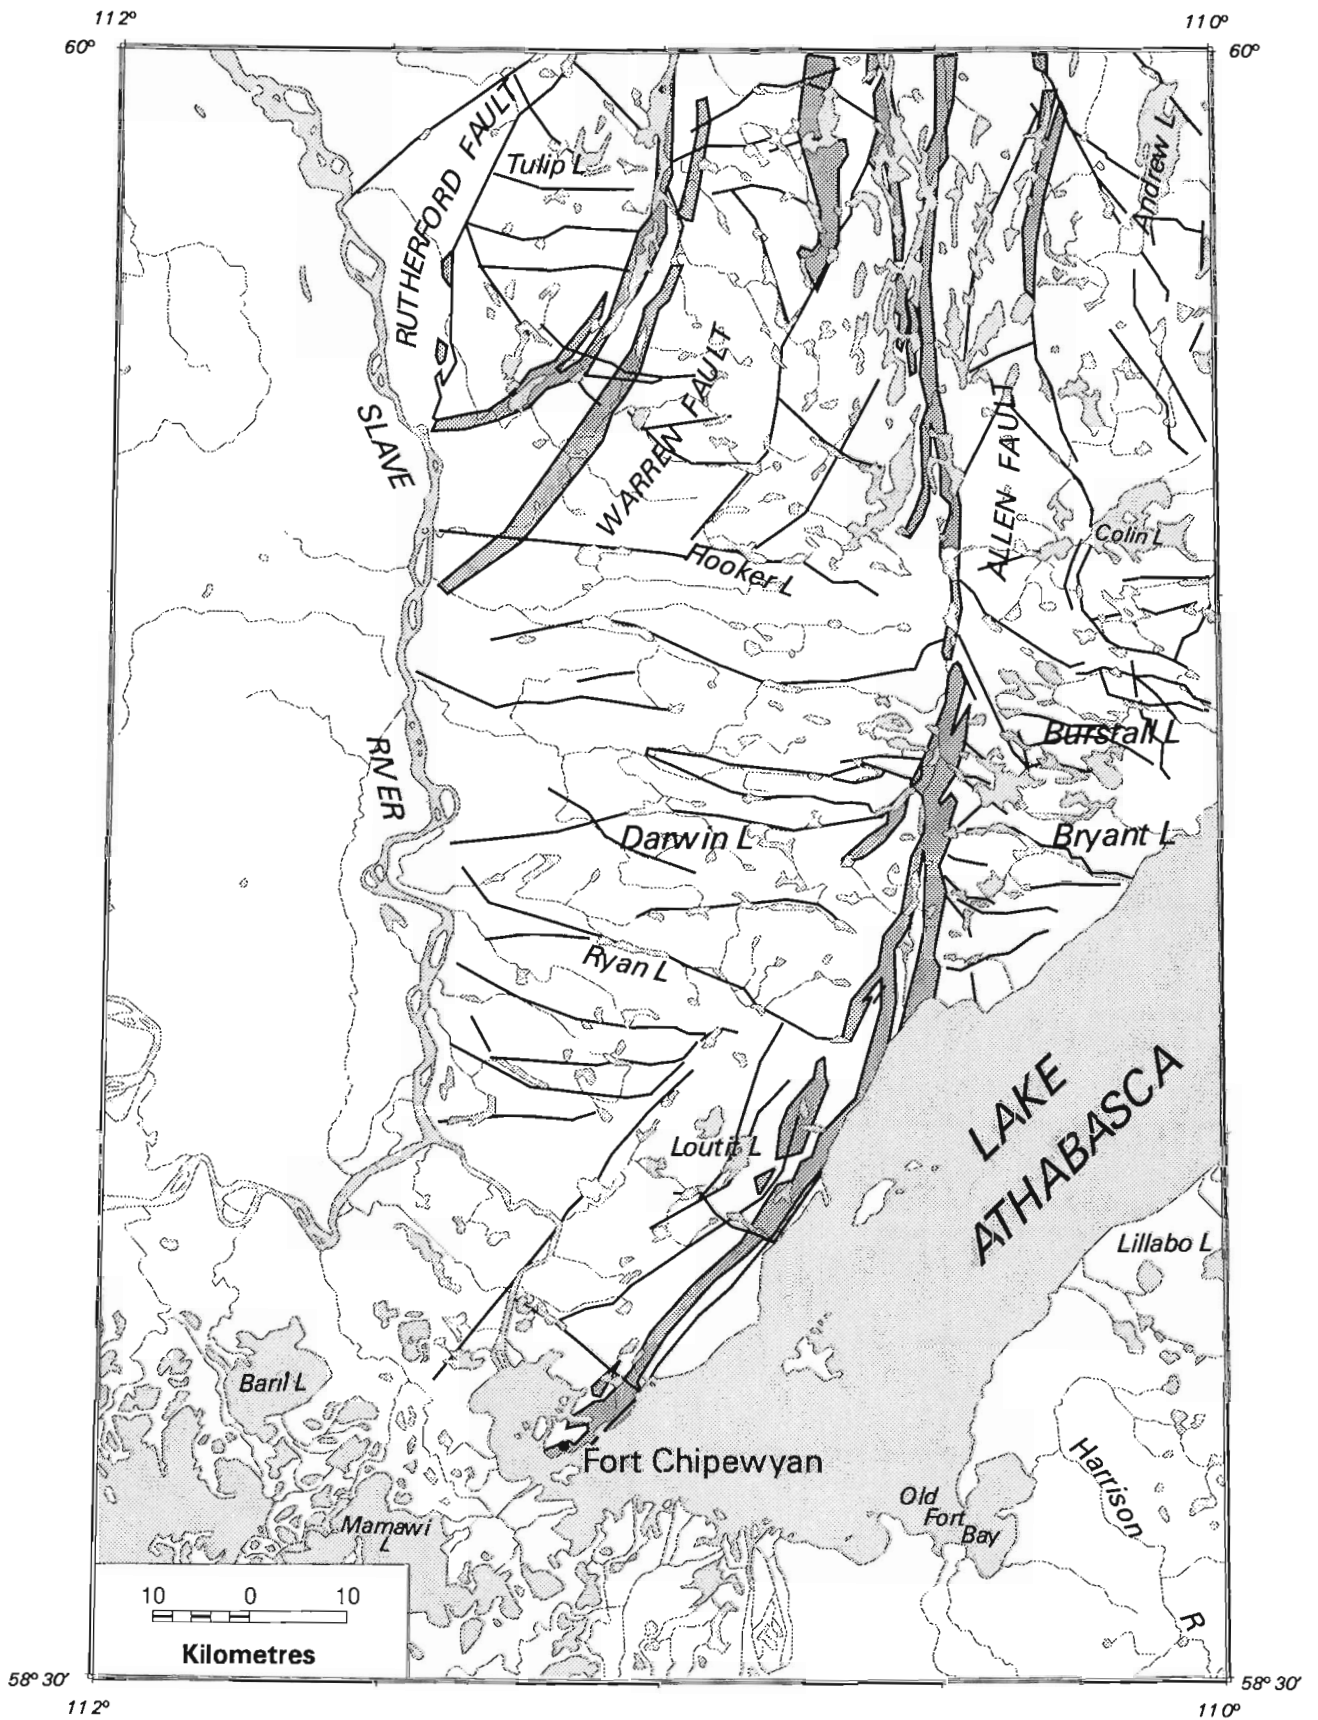 112°
110°
60°
60°
RUTHERFORD FAULT
Tulip L
Andrew L
WARREN FAULT
SLAVE
ALLEN FAULT
Colin L
Hooker L
Burstall L
RIVER
Darwin L
Bryant L
Ryan L
LAKE
ATHABASCA
Loutit L
Lillabo L
Baril L
Harrison
Fort Chipewyan
Old
Fort
Bay
Mamawi
L
10 0 10
R
Kilometres
58° 30'
58° 30'
112°
110°